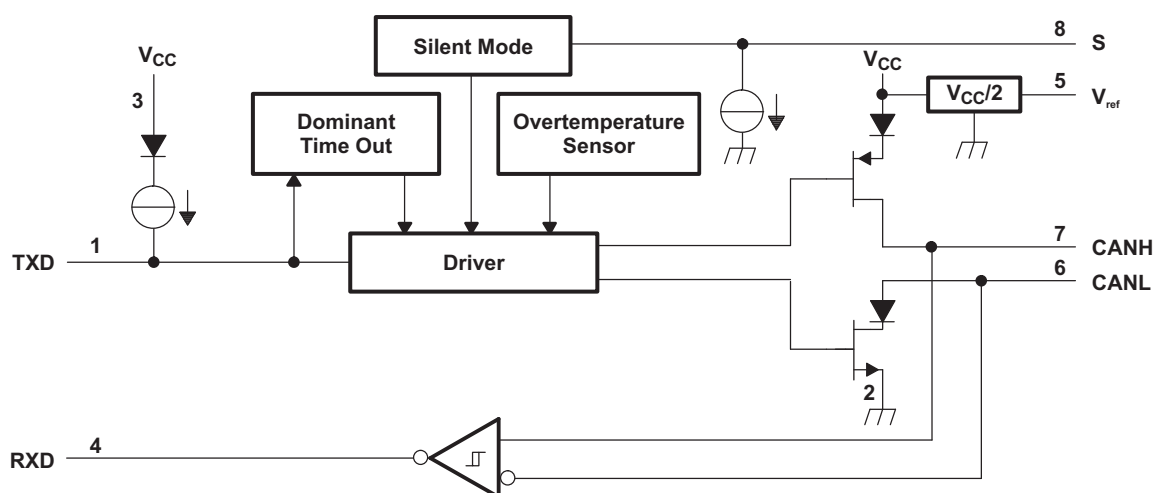 8
S
Silent Mode
VCC
VCC
3
VCC/2
5
Vref
Dominant
Time Out
Overtemperature
Sensor
1
TXD
Driver
7
CANH
6
CANL
2
4
RXD